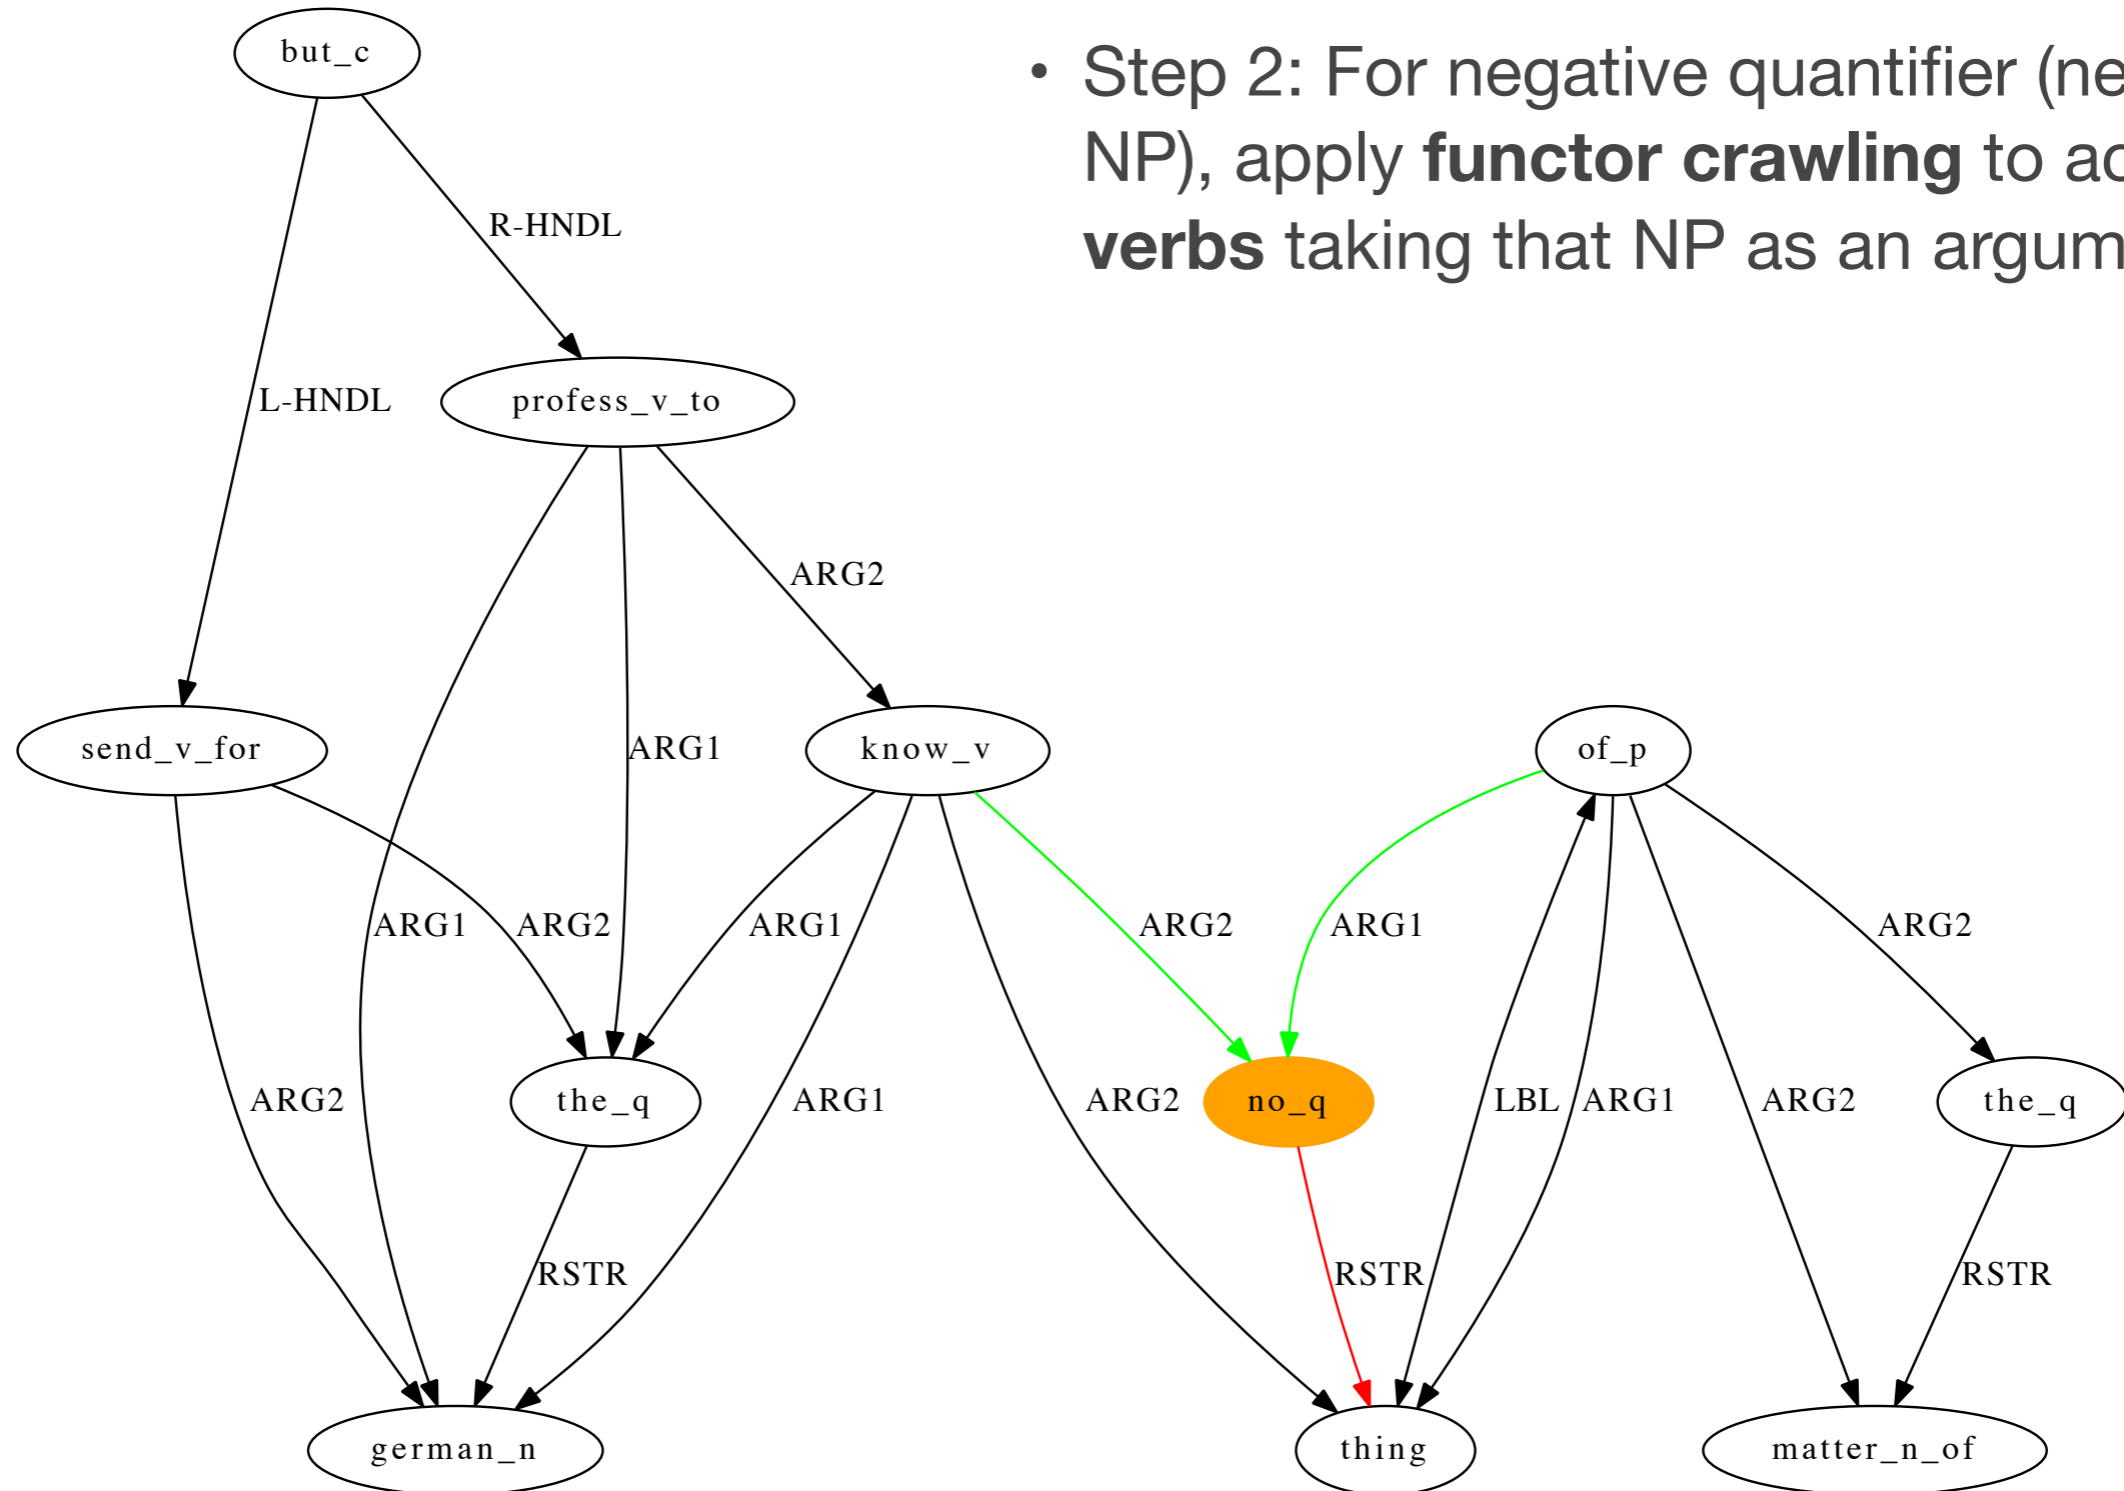 but_c
• Step 2: For negative quantifier (ne
NP), apply functor crawling to
verbs taking that NP as an argum
R-HNDL
L-HNDL
profess_v_to
ARG2
send_v_for
ARG1
know_v
of_p
ARG1
ARG2
ARG1
ARG2
ARG1
ARG2
ARG2
the_q
ARG1
ARG2
no_q
LBL
ARG1
ARG2
the_q
RSTR
RSTR
RSTR
german_n
thing
matter_n_of